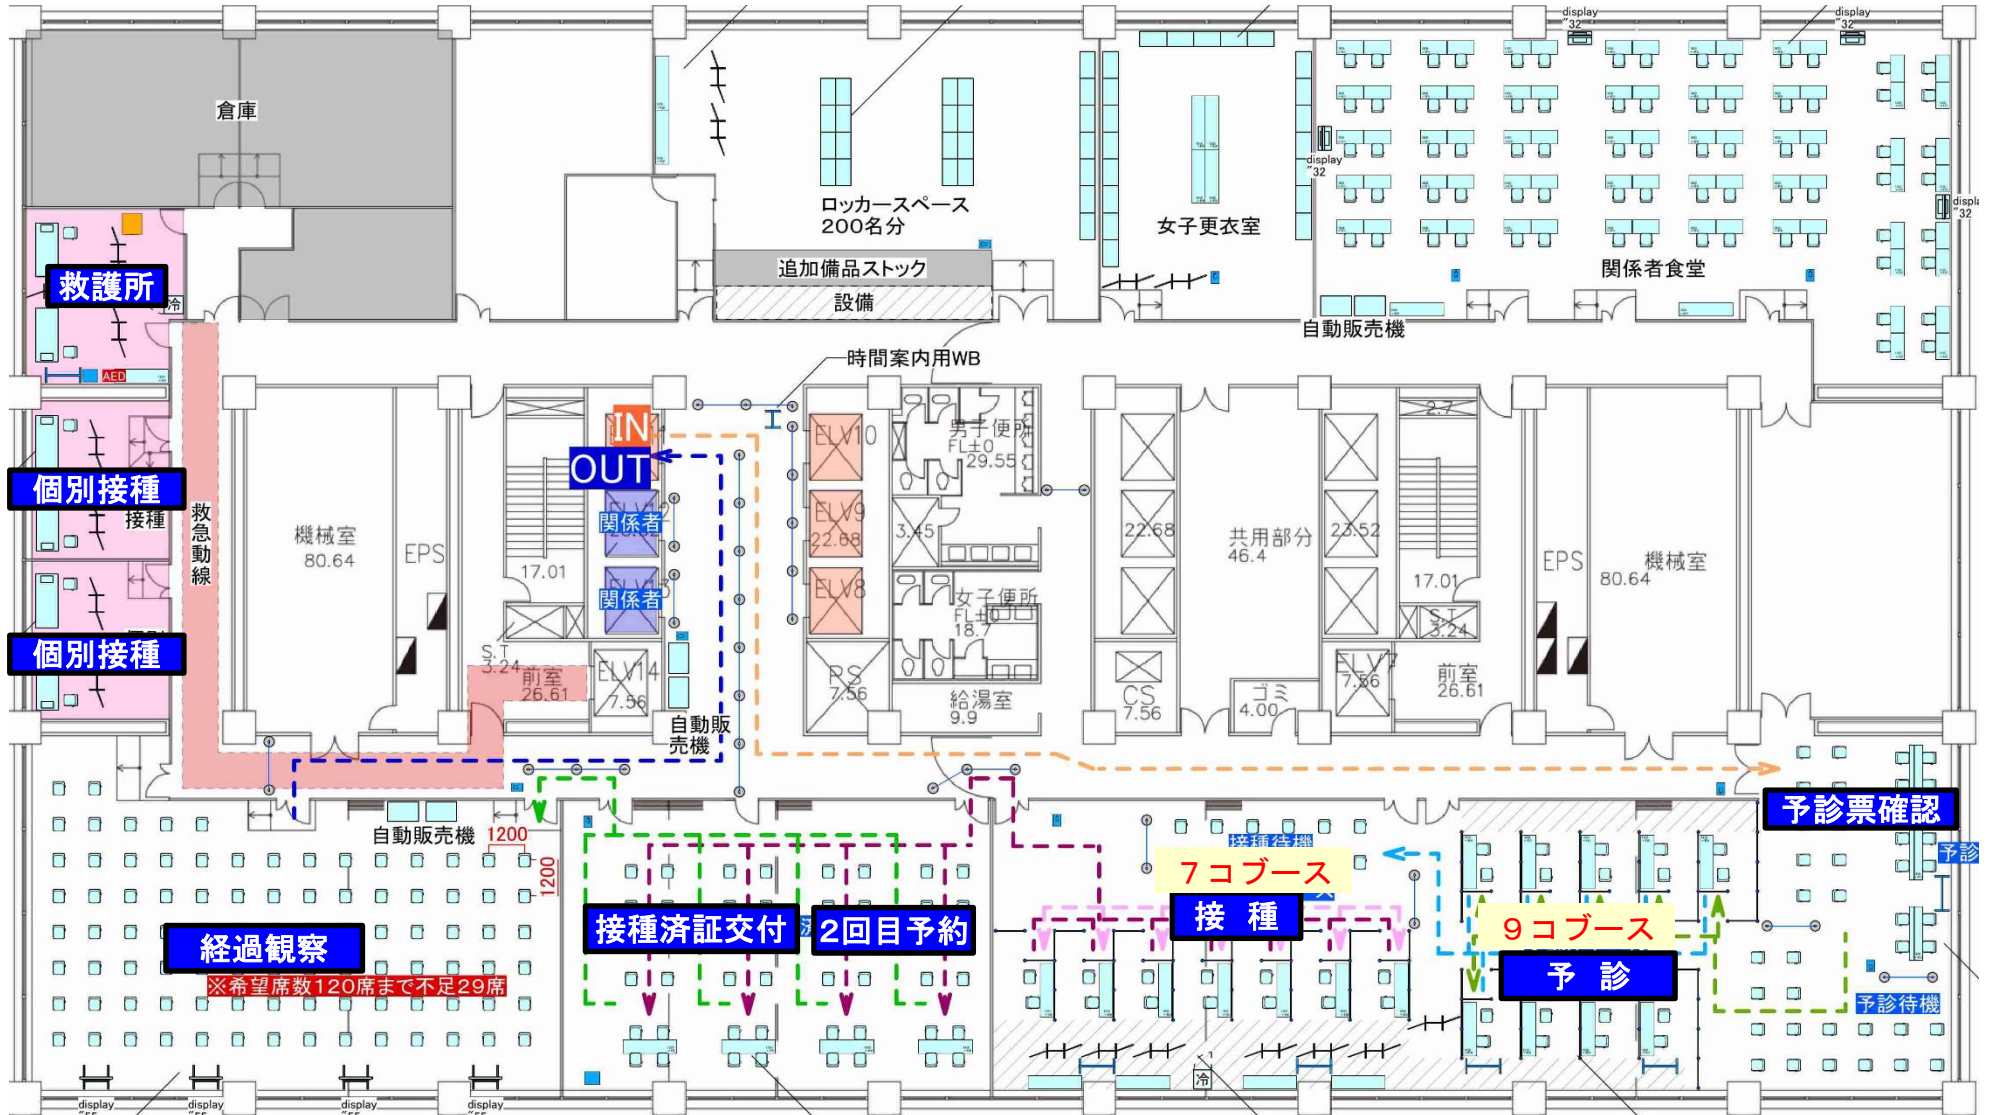 display
"32
display
"32
倉庫
display
"32
ロッカースペース
200名分
女子更衣室
"32
救護所
冷
追加備品ストック
設備
関係者食堂
自動販売機
AED
時間案内用WB
IN
OUT
ELV10
男子便所
FL±0
29.55
2.7
個別接種
接種
救急動線
機械室
80.64
EPS
17.01
関係者
関係者
ELV9
22.68
ELV8
3.45
女子便所
FL±0
18.7
22.68
共用部分
46.4
23.52
17.01
EPS
機械室
80.64
個別接種
S.T
3.24
前室
26.61
ELV14
7.56
自動販
売機
PS
7.56
給湯室
9.9
CS
7.56
ゴミ
4.00
ELV7
7.56
S.T
3.24
前室
26.61
予診票確認
自動販売機
1200
1200
接種待機
7コブース
接 種
予診
経過観察
※希望席数120席まで不足29席
接種済証交付
2回目予約
9コブース
予 診
予診待機
冷
display
display
display
display